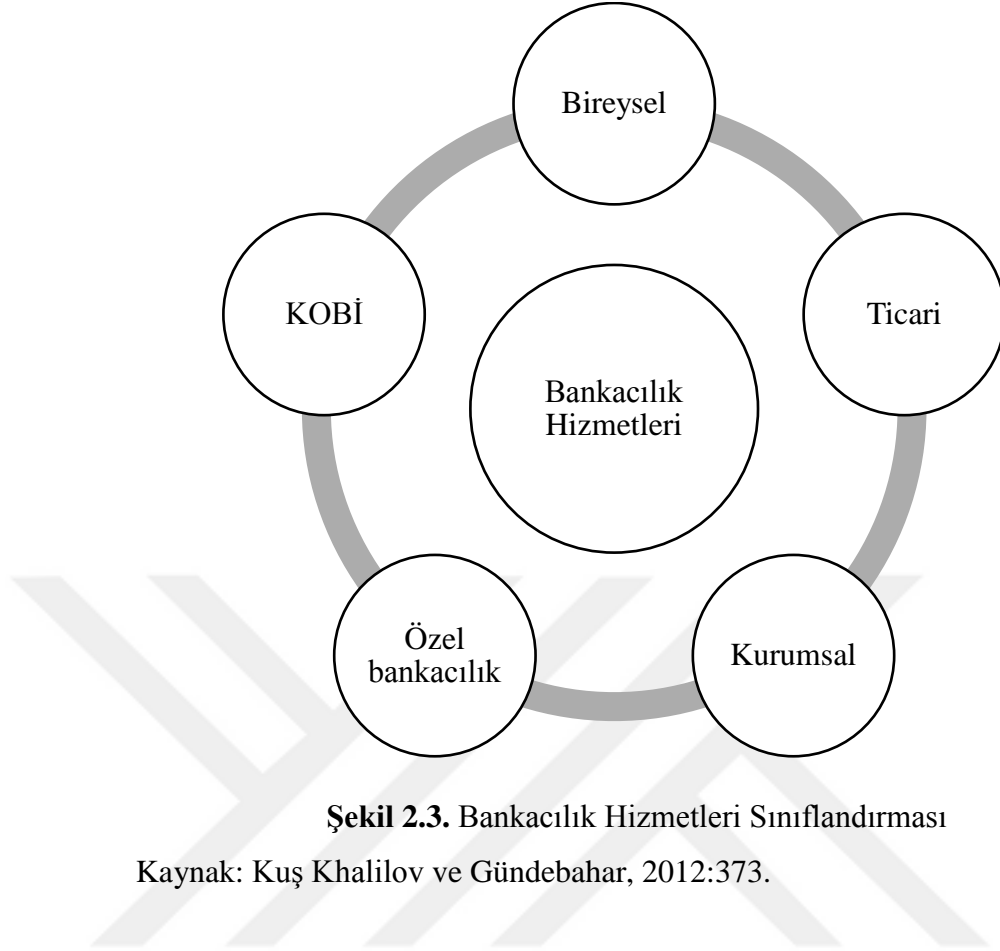 Bireysel
KOBİ
Ticari
Bankacılık
Hizmetleri
Özel
bankacılık
Kurumsal
Şekil 2.3. Bankacılık Hizmetleri Sınıflandırması
Kaynak: Kuş Khalilov ve Gündebahar, 2012:373.